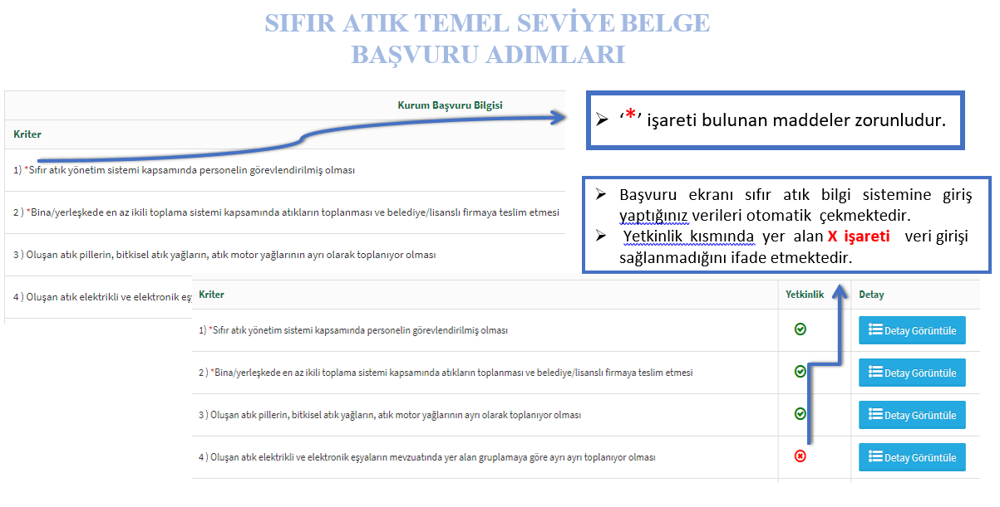 SIFIR ATIK TEMEL SEVİYE BELGE
BAŞVURU ADIMLARI
Kurum Başvuru Bilgisi
Kriter
1) *Sıfır atık yönetim sistemi kapsamında personelin görevlendirilmiş olması
2 ) *Bina/yerleşkede en az ikili toplama sistemi kapsamında atıkların toplanması ve belediye/lisanslı firmaya teslim etmesi
3 ) Oluşan atık pillerin, bitkisel atık yağların, atık motor yağlarının ayrı olarak toplanıyor olması
4 ) Oluşan atık elektrikli ve elektronik eşy
➢ ‘*’ işareti bulunan maddeler zorunludur.
➢ Başvuru ekranı sıfır atık bilgi sistemine giriş
yaptığınız verileri otomatik çekmektedir.
➢ Yetkinlik kısmında yer alan X işareti veri girişi
sağlanmadığını ifade etmektedir.
Kriter Yetkinlik Detay
1) *Sıfır atık yönetim sistemi kapsamında personelin görevlendirilmiş olması Detay Görüntüle
2 ) *Bina/yerleşkede en az ikili toplama sistemi kapsamında atıkların toplanması ve belediye/lisanslı firmaya teslim etmesi Detay Görüntüle
3 ) Oluşan atık pillerin, bitkisel atık yağların, atık motor yağlarının ayrı olarak toplanıyor olması Detay Görüntüle
4 ) Oluşan atık elektrikli ve elektronik eşyaların mevzuatında yer alan gruplamaya göre ayrı ayrı toplanıyor olması Detay Görüntüle